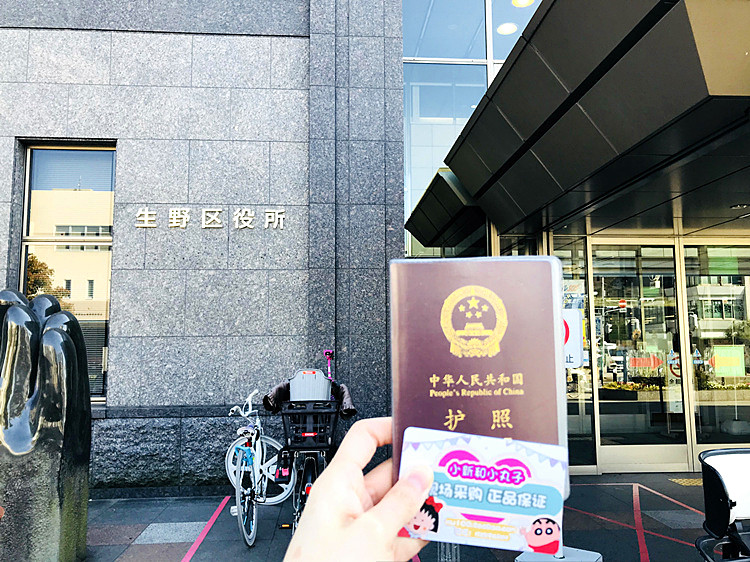 生野区役所
中华人民共和国
People's Republic of China
护照
小新和小丸子
现场采购 正品保证
止